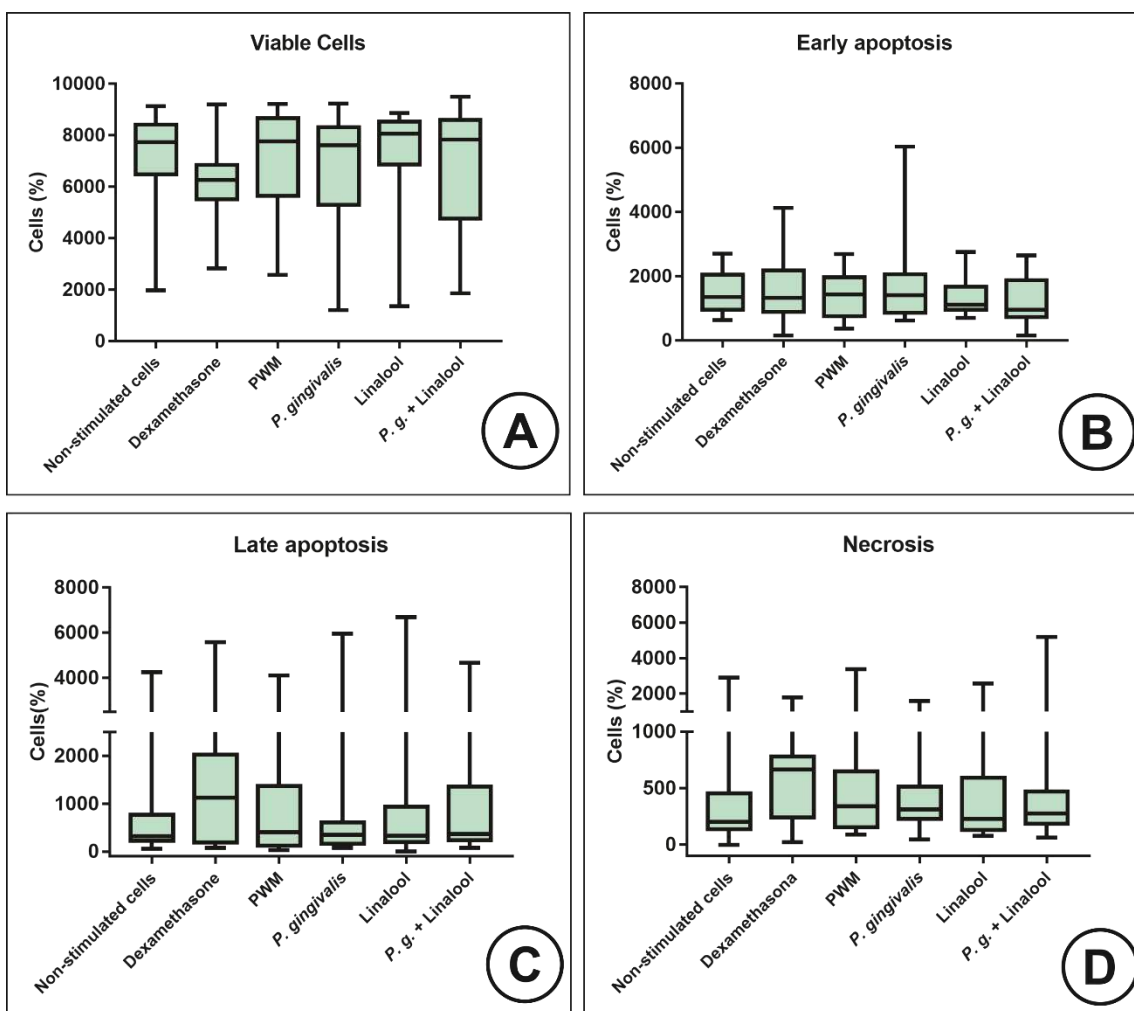 Viable Cells
Cells (%)
10000
8000
6000
4000
2000
0
Non-stimulated cells
Dexamethasone
PWM
P. gingivalis
Linalool
P. g. + Linalool
A
Early apoptosis
Cells (%)
8000
6000
4000
2000
0
Non-stimulated cells
Dexamethasone
PWM
P. gingivalis
Linalool
P. g. + Linalool
B
Late apoptosis
Cells(%)
8000
6000
4000
2000
1000
0
Non-stimulated cells
Dexamethasone
PWM
P. gingivalis
Linalool
P. g. + Linalool
C
Necrosis
Cells (%)
8000
6000
4000
2000
1000
500
0
Non-stimulated cells
Dexamethasona
PWM
P. gingivalis
Linalool
P. g. + Linalool
D